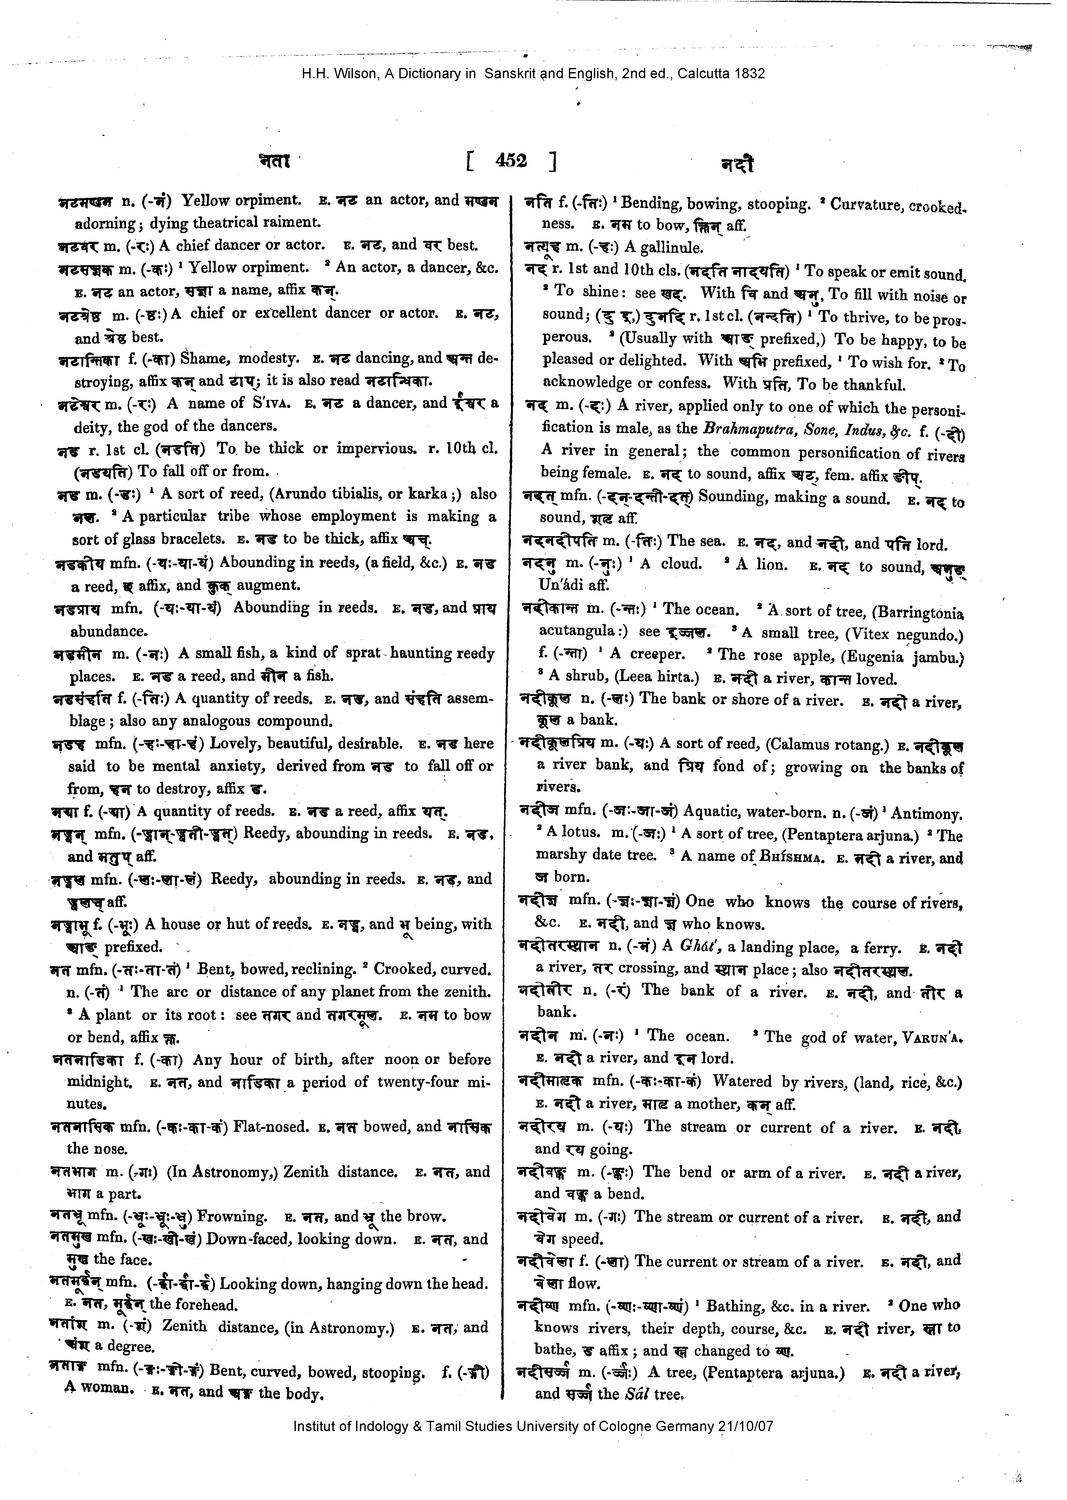 H.H. Wilson, A Dictionary in Sanskrit and English, 2nd ed., Calcutta 1832
नता [ 452 ] नदी
नटमण्डन n. (-नं) Yellow orpiment. E. नट an actor, and मण्डन
adorning; dying theatrical raiment.
नटवर m. (-रः) A chief dancer or actor. E. नट, and वर best.
नटसञ्ज्ञक m. (-कः) ¹ Yellow orpiment. ² An actor, a dancer, &c.
E. नट an actor, सञ्ज्ञा a name, affix कन्.
नटश्रेष्ठ m. (-ष्ठः) A chief or excellent dancer or actor. E. नट,
and श्रेष्ठ best.
नटान्तिका f. (-का) Shame, modesty. E. नट dancing, and अन्त de-
stroying, affix कन् and टाप्; it is also read नटान्धिका.
नटेश्वर m. (-रः) A name of S'IVA. E. नट a dancer, and ईश्वर a
deity, the god of the dancers.
नड r. 1st cl. (नडति) To be thick or impervious. r. 10th cl.
(नडयति) To fall off or from.
नड m. (-डः) ¹ A sort of reed, (Arundo tibialis, or karka;) also
नल. ² A particular tribe whose employment is making a
sort of glass bracelets. E. नड to be thick, affix अच्.
नडकीय mfn. (-यः-या-यं) Abounding in reeds, (a field, &c.) E. नड
a reed, छ affix, and कुक् augment.
नडप्राय mfn. (-यः-या-यं) Abounding in reeds. E. नड, and प्राय
abundance.
नडमीन m. (-नः) A small fish, a kind of sprat haunting reedy
places. E. नड a reed, and मीन a fish.
नडसंहति f. (-तिः) A quantity of reeds. E. नड, and संहति assem-
blage; also any analogous compound.
नडह mfn. (-हः-हा-हं) Lovely, beautiful, desirable. E. नड here
said to be mental anxiety, derived from नड to fall off or
from, हन to destroy, affix ड.
नड्या f. (-ड्या) A quantity of reeds. E. नड a reed, affix यत्.
नड्वत् mfn. (-ड्वान्-ड्वती-ड्वत्) Reedy, abounding in reeds. E. नड,
and मतुप् aff.
नड्वल mfn. (-लः-ला-लं) Reedy, abounding in reeds. E. नड, and
ड्वलच् aff.
नड्वाभू f. (-भूः) A house or hut of reeds. E. नड्व, and भू being, with
आङ् prefixed.
नत mfn. (-तः-ता-तं) ¹ Bent, bowed, reclining. ² Crooked, curved.
n. (-तं) ¹ The arc or distance of any planet from the zenith.
² A plant or its root: see तगर and तगरमूल. E. नम to bow
or bend, affix क्त.
नतनाडिका f. (-का) Any hour of birth, after noon or before
midnight. E. नत, and नाडिका a period of twenty-four mi-
nutes.
नतनासिक mfn. (-कः-का-कं) Flat-nosed. E. नत bowed, and नासिक
the nose.
नतभाग m. (-गः) (In Astronomy,) Zenith distance. E. नत, and
भाग a part.
नतभ्रू mfn. (-भ्रूः-भ्रूः-भ्रु) Frowning. E. नत, and भ्रू the brow.
नतमुख mfn. (-खः-खी-खं) Down-faced, looking down. E. नत, and
मुख the face.
नतमूर्द्धन् mfn. (-र्द्धा-र्द्धा-र्द्ध) Looking down, hanging down the head.
E. नत, मूर्द्धन् the forehead.
नतांश m. (-शं) Zenith distance, (in Astronomy.) E. नत, and
अंश a degree.
नताङ्ग mfn. (-ङ्गः-ङ्गी-ङ्गं) Bent, curved, bowed, stooping. f. (-ङ्गी)
A woman. E. नत, and अङ्ग the body.
नति f. (-तिः) ¹ Bending, bowing, stooping. ² Curvature, crooked-
ness. E. नम to bow, क्तिन् aff.
नत्यूह m. (-हः) A gallinule.
नद r. 1st and 10th cls. (नदति नादयति) ¹ To speak or emit sound.
² To shine: see खद. With वि and अनु, To fill with noise or
sound; (दु इ,) दुनदि r. 1st cl. (नन्दति) ¹ To thrive, to be pros-
perous. ² (Usually with आङ् prefixed,) To be happy, to be
pleased or delighted. With अभि prefixed, ¹ To wish for. ² To
acknowledge or confess. With प्रति, To be thankful.
नद m. (-दः) A river, applied only to one of which the personi-
fication is male, as the Brahmaputra, Sone, Indus, &c. f. (-दी)
A river in general; the common personification of rivers
being female. E. नद् to sound, affix अट्, fem. affix ङीप्.
नदत् mfn. (-दन्-दन्ती-दत्) Sounding, making a sound. E. नद् to
sound, शतृ aff.
नदनदीपति m. (-तिः) The sea. E. नद, and नदी, and पति lord.
नदनु m. (-नुः) ¹ A cloud. ² A lion. E. नद to sound, अनुङ्
Un'ádi aff.
नदीकान्त m. (-न्तः) ¹ The ocean. ² A sort of tree, (Barringtonia
acutangula:) see इज्जल. ³ A small tree, (Vitex negundo.)
f. (-न्ता) ¹ A creeper. ² The rose apple, (Eugenia jambu.)
³ A shrub, (Leea hirta.) E. नदी a river, कान्त loved.
नदीकूल n. (-लः) The bank or shore of a river. E. नदी a river,
कूल a bank.
नदीकूलप्रिय m. (-यः) A sort of reed, (Calamus rotang.) E. नदीकूल
a river bank, and प्रिय fond of; growing on the banks of
rivers.
नदीज mfn. (-जः-जा-जं) Aquatic, water-born. n. (-जं) ¹ Antimony.
² A lotus. m. (-जः) ¹ A sort of tree, (Pentaptera arjuna.) ² The
marshy date tree. ³ A name of BHÍSHMA. E. नदी a river, and
ज born.
नदीज्ञ mfn. (-ज्ञः-ज्ञा-ज्ञं) One who knows the course of rivers,
&c. E. नदी, and ज्ञ who knows.
नदीतरस्थान n. (-नं) A Ghát', a landing place, a ferry. E. नदी
a river, तर crossing, and स्थान place; also नदीतरस्थल.
नदीतीर n. (-रं) The bank of a river. E. नदी, and तीर a
bank.
नदीन m. (-नः) ¹ The ocean. ² The god of water, VARUN'A.
E. नदी a river, and इन lord.
नदीमातृक mfn. (-कः-का-कं) Watered by rivers, (land, rice, &c.)
E. नदी a river, मातृ a mother, कन् aff.
नदीरय m. (-यः) The stream or current of a river. E. नदी,
and रय going.
नदीवङ्क m. (-ङ्कः) The bend or arm of a river. E. नदी a river,
and वङ्क a bend.
नदीवेग m. (-गः) The stream or current of a river. E. नदी, and
वेग speed.
नदीवेला f. (-ला) The current or stream of a river. E. नदी, and
वेला flow.
नदीष्ण mfn. (-ष्णः-ष्णा-ष्णं) ¹ Bathing, &c. in a river. ² One who
knows rivers, their depth, course, &c. E. नदी river, स्ना to
bathe, ड affix; and स्न changed to ष्ण.
नदीसर्ज्ज m. (-र्ज्जः) A tree, (Pentaptera arjuna.) E. नदी a river,
and सर्ज्ज the Sál tree.
Institut of Indology & Tamil Studies University of Cologne Germany 21/10/07